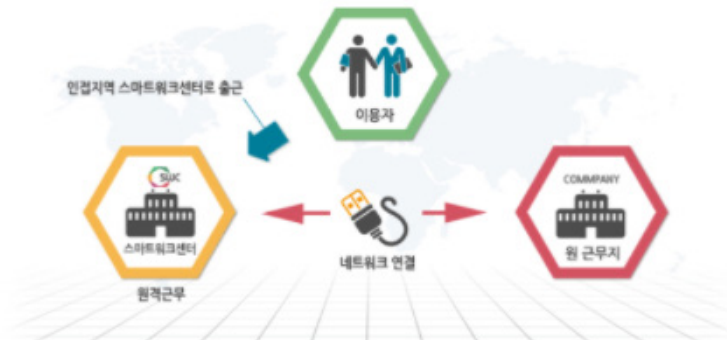 이용자
인접지역 스마트워크센터로 출근
SWC
스마트워크센터
원격근무
네트워크 연결
COMMPANY
원 근무지